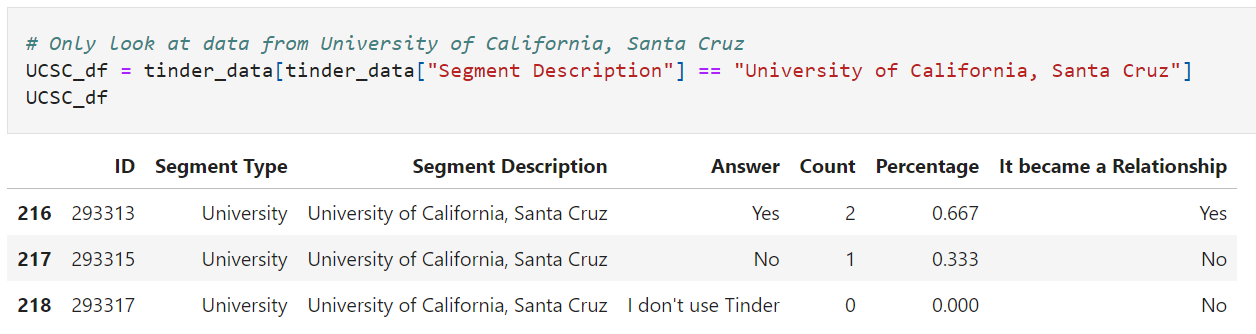 # Only look at data from University of California, Santa Cruz
UCSC_df = tinder_data[tinder_data["Segment Description"] == "University of California, Santa Cruz"]
UCSC_df
ID Segment Type Segment Description Answer Count Percentage It became a Relationship
216 293313 University University of California, Santa Cruz Yes 2 0.667 Yes
217 293315 University University of California, Santa Cruz No 1 0.333 No
218 293317 University University of California, Santa Cruz I don't use Tinder 0 0.000 No